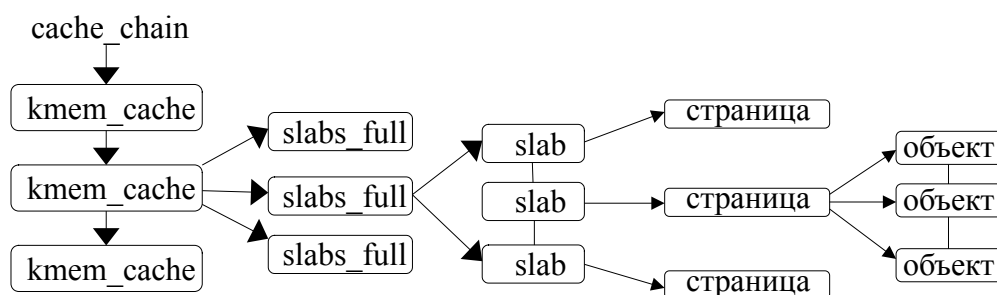 cache_chain
kmem_cache
kmem_cache
kmem_cache
slabs_full
slabs_full
slabs_full
slab
slab
slab
страница
страница
страница
объект
объект
объект